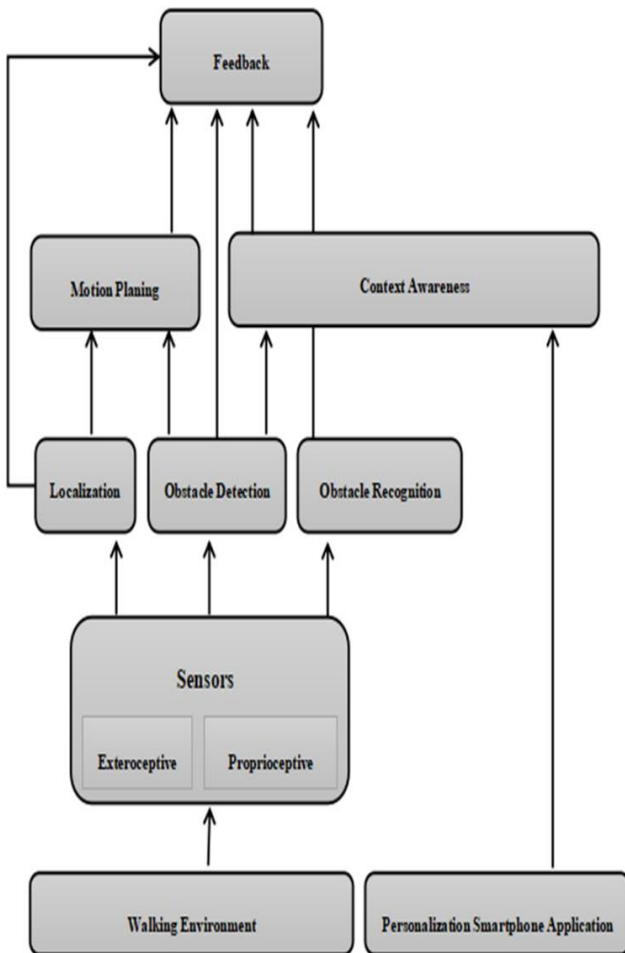 Feedback
Motion Planing
Context Awareness
Localization
Obstacle Detection
Obstacle Recognition
Sensors
Exteroceptive
Proprioceptive
Walking Environment
Personalization Smartphone Application